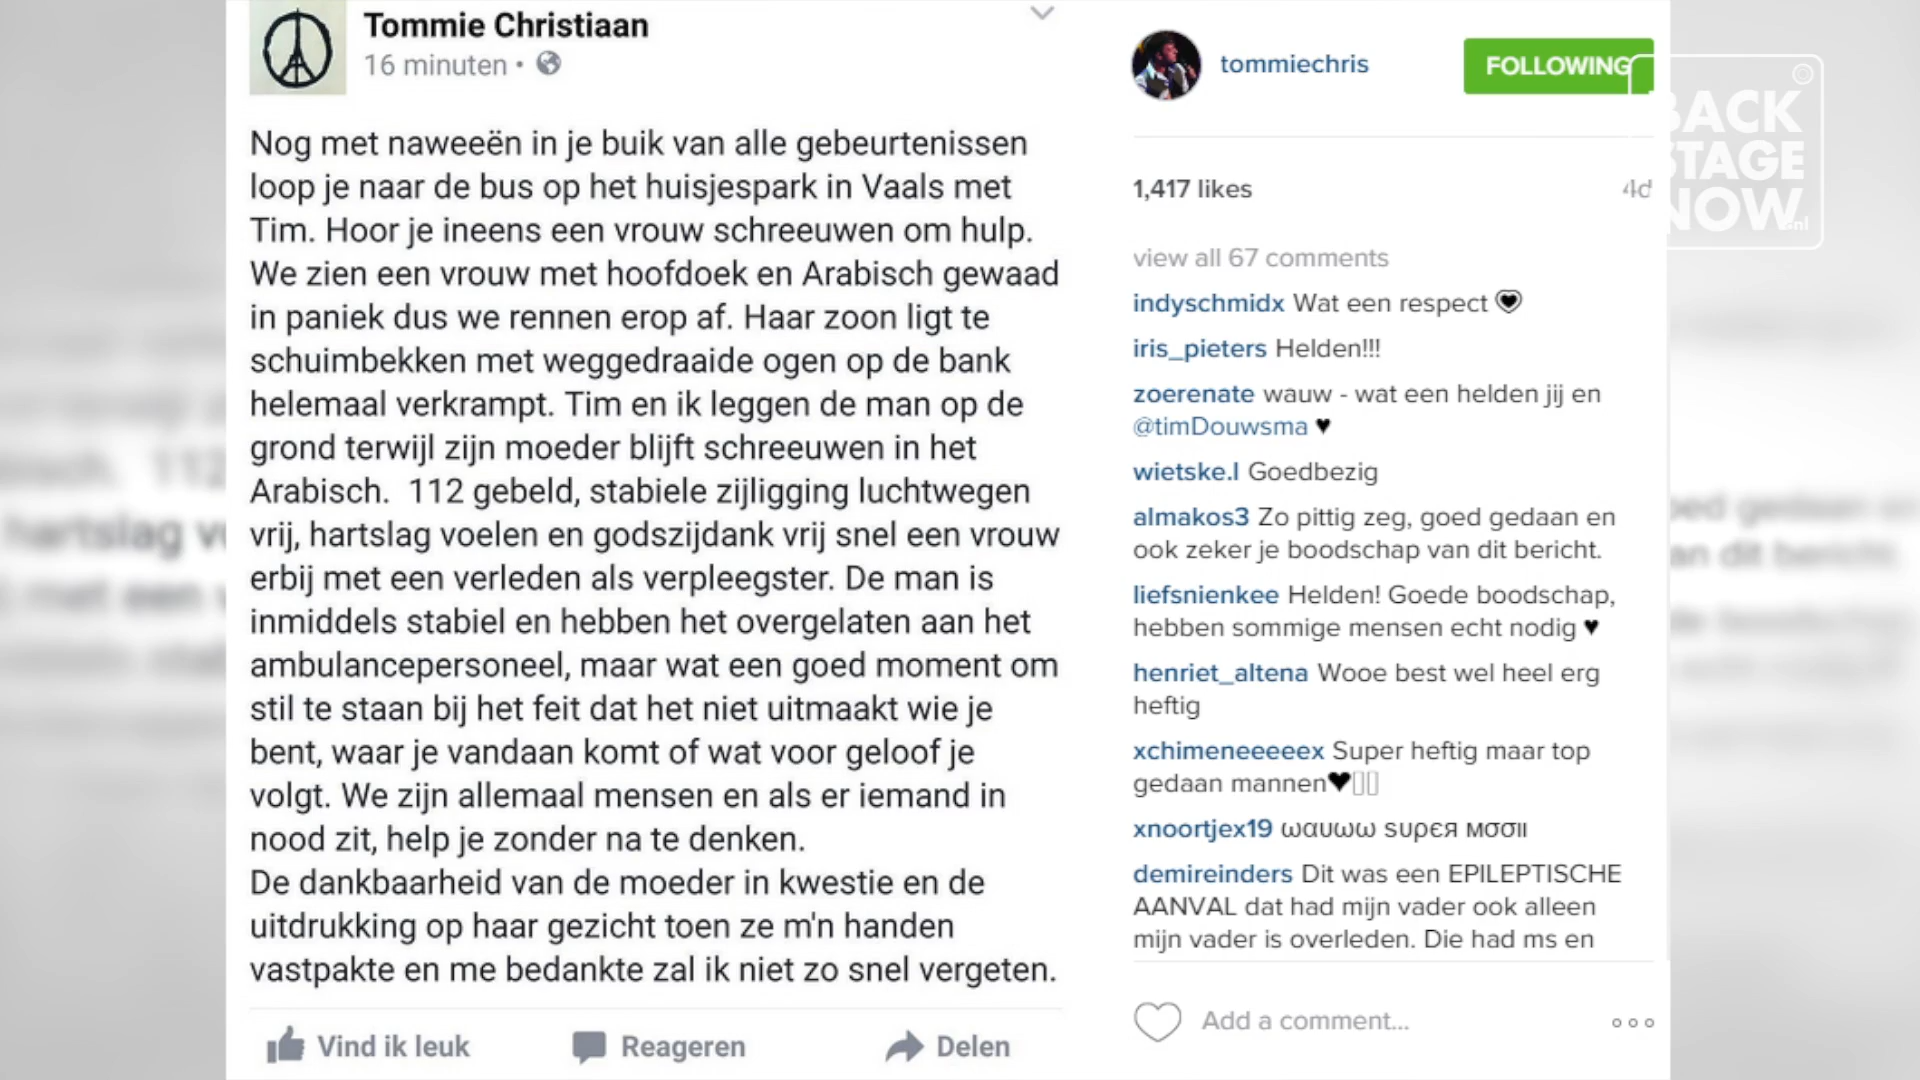 Tommie Christiaan
16 minuten •
Nog met naweeën in je buik van alle gebeurtenissen
loop je naar de bus op het huisjespark in Vaals met
Tim. Hoor je ineens een vrouw schreeuwen om hulp.
We zien een vrouw met hoofdoek en Arabisch gewaad
in paniek dus we rennen erop af. Haar zoon ligt te
schuimbekken met weggedraaide ogen op de bank
helemaal verkrampt. Tim en ik leggen de man op de
grond terwijl zijn moeder blijft schreeuwen in het
Arabisch.  112 gebeld, stabiele zijligging luchtwegen
vrij, hartslag voelen en godszijdank vrij snel een vrouw
erbij met een verleden als verpleegster. De man is
inmiddels stabiel en hebben het overgelaten aan het
ambulancepersoneel, maar wat een goed moment om
stil te staan bij het feit dat het niet uitmaakt wie je
bent, waar je vandaan komt of wat voor geloof je
volgt. We zijn allemaal mensen en als er iemand in
nood zit, help je zonder na te denken.
De dankbaarheid van de moeder in kwestie en de
uitdrukking op haar gezicht toen ze m'n handen
vastpakte en me bedankte zal ik niet zo snel vergeten.
Vind ik leuk Reageren Delen
tommiechris
FOLLOWING
1,417 likes 4d
view all 67 comments
indyschmidx Wat een respect 💗
iris_pieters Helden!!!
zoerenate wauw - wat een helden jij en
@timDouwsma ♥
wietske.l Goedbezig
almakos3 Zo pittig zeg, goed gedaan en
ook zeker je boodschap van dit bericht.
liefsnienkee Helden! Goede boodschap,
hebben sommige mensen echt nodig ♥
henriet_altena Wooe best wel heel erg
heftig
xchimeneeeeex Super heftig maar top
gedaan mannen❤
xnoortjex19 ωαυωω ѕυρєя мσσιι
demireinders Dit was een EPILEPTISCHE
AANVAL dat had mijn vader ook alleen
mijn vader is overleden. Die had ms en
Add a comment...
BACK
STAGE
NOW.nl